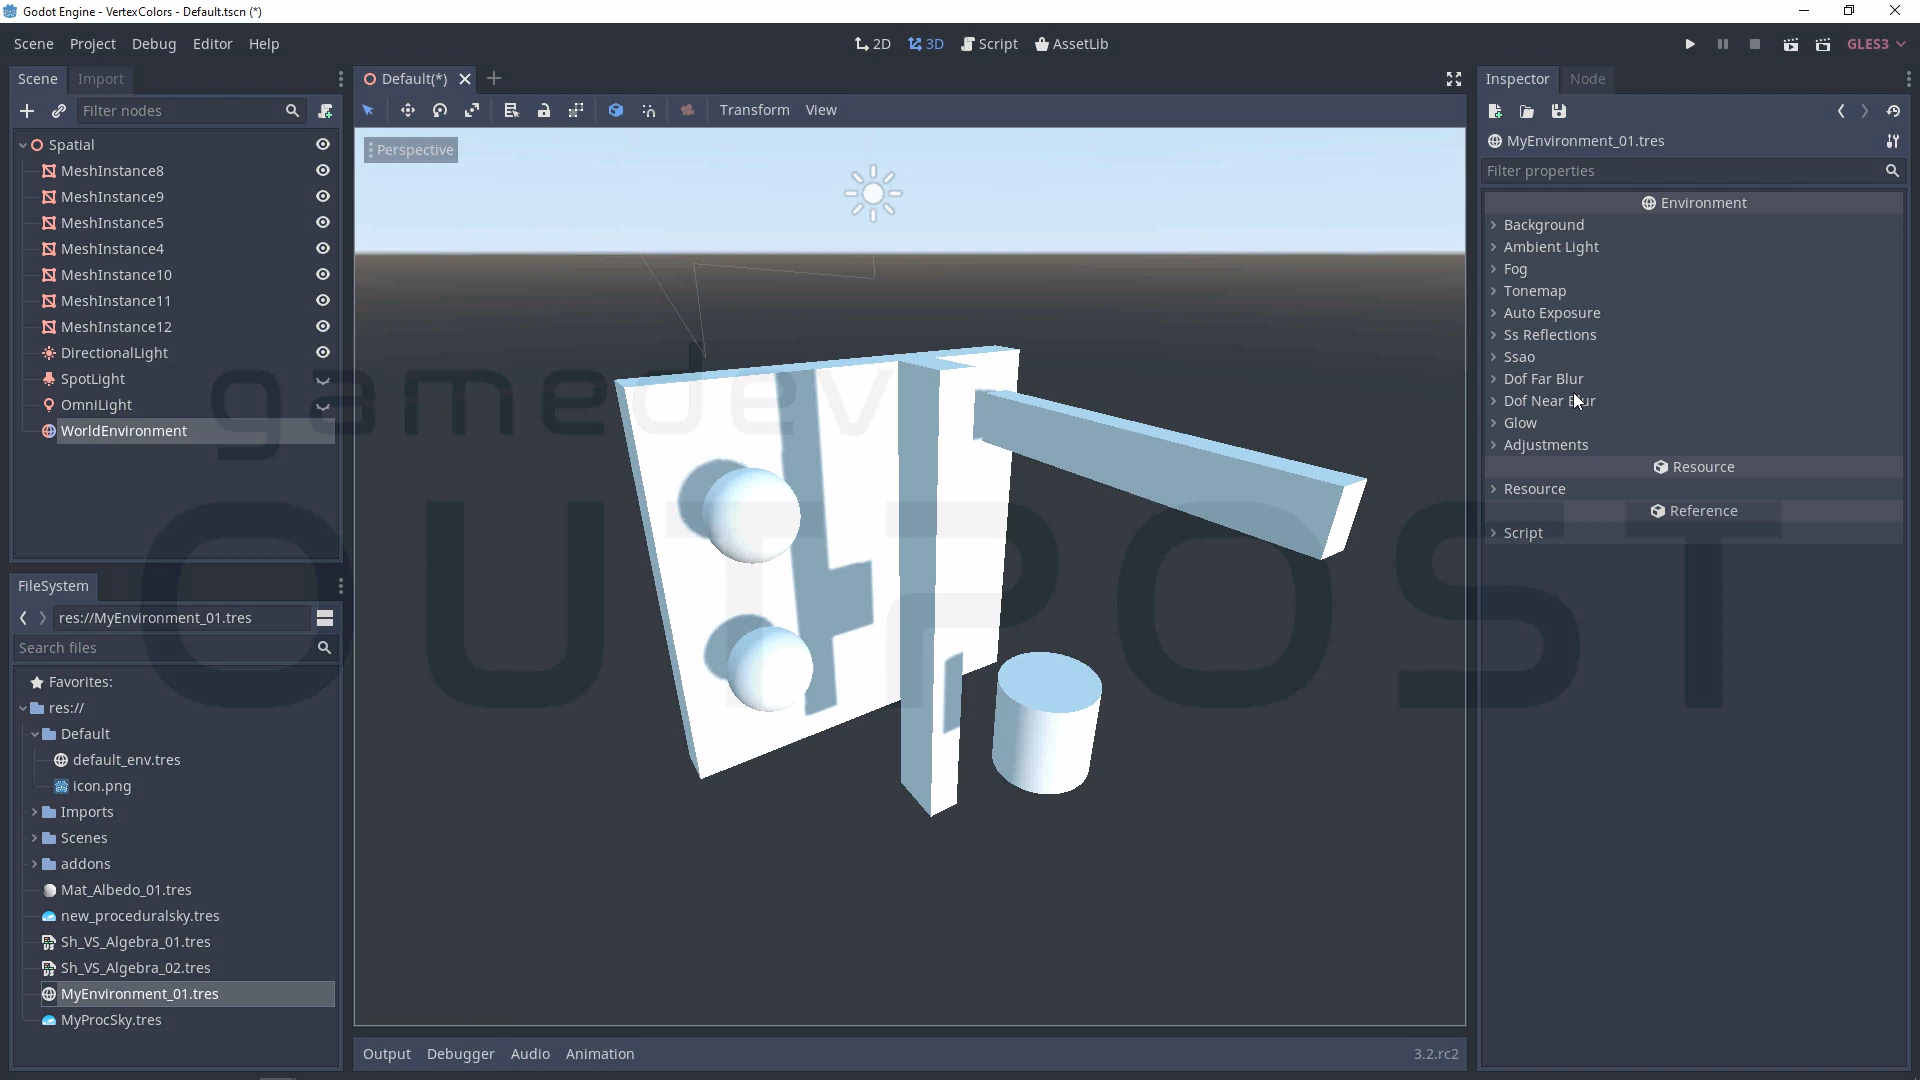 Godot Engine - VertexColors - Default.tscn (*)
Scene Project Debug Editor Help
2D 3D Script AssetLib
GLES3
Scene Import
Filter nodes
Spatial
MeshInstance8
MeshInstance9
MeshInstance5
MeshInstance4
MeshInstance10
MeshInstance11
MeshInstance12
DirectionalLight
SpotLight
OmniLight
WorldEnvironment
FileSystem
res://MyEnvironment_01.tres
Search files
Favorites:
res://
Default
default_env.tres
icon.png
Imports
Scenes
addons
Mat_Albedo_01.tres
new_proceduralsky.tres
Sh_VS_Algebra_01.tres
Sh_VS_Algebra_02.tres
MyEnvironment_01.tres
MyProcSky.tres
Default(*)
Transform View
Perspective
gamedev
OUTPOST
Output Debugger Audio Animation
3.2.rc2
Inspector Node
MyEnvironment_01.tres
Filter properties
Environment
Background
Ambient Light
Fog
Tonemap
Auto Exposure
Ss Reflections
Ssao
Dof Far Blur
Dof Near Blur
Glow
Adjustments
Resource
Resource
Reference
Script